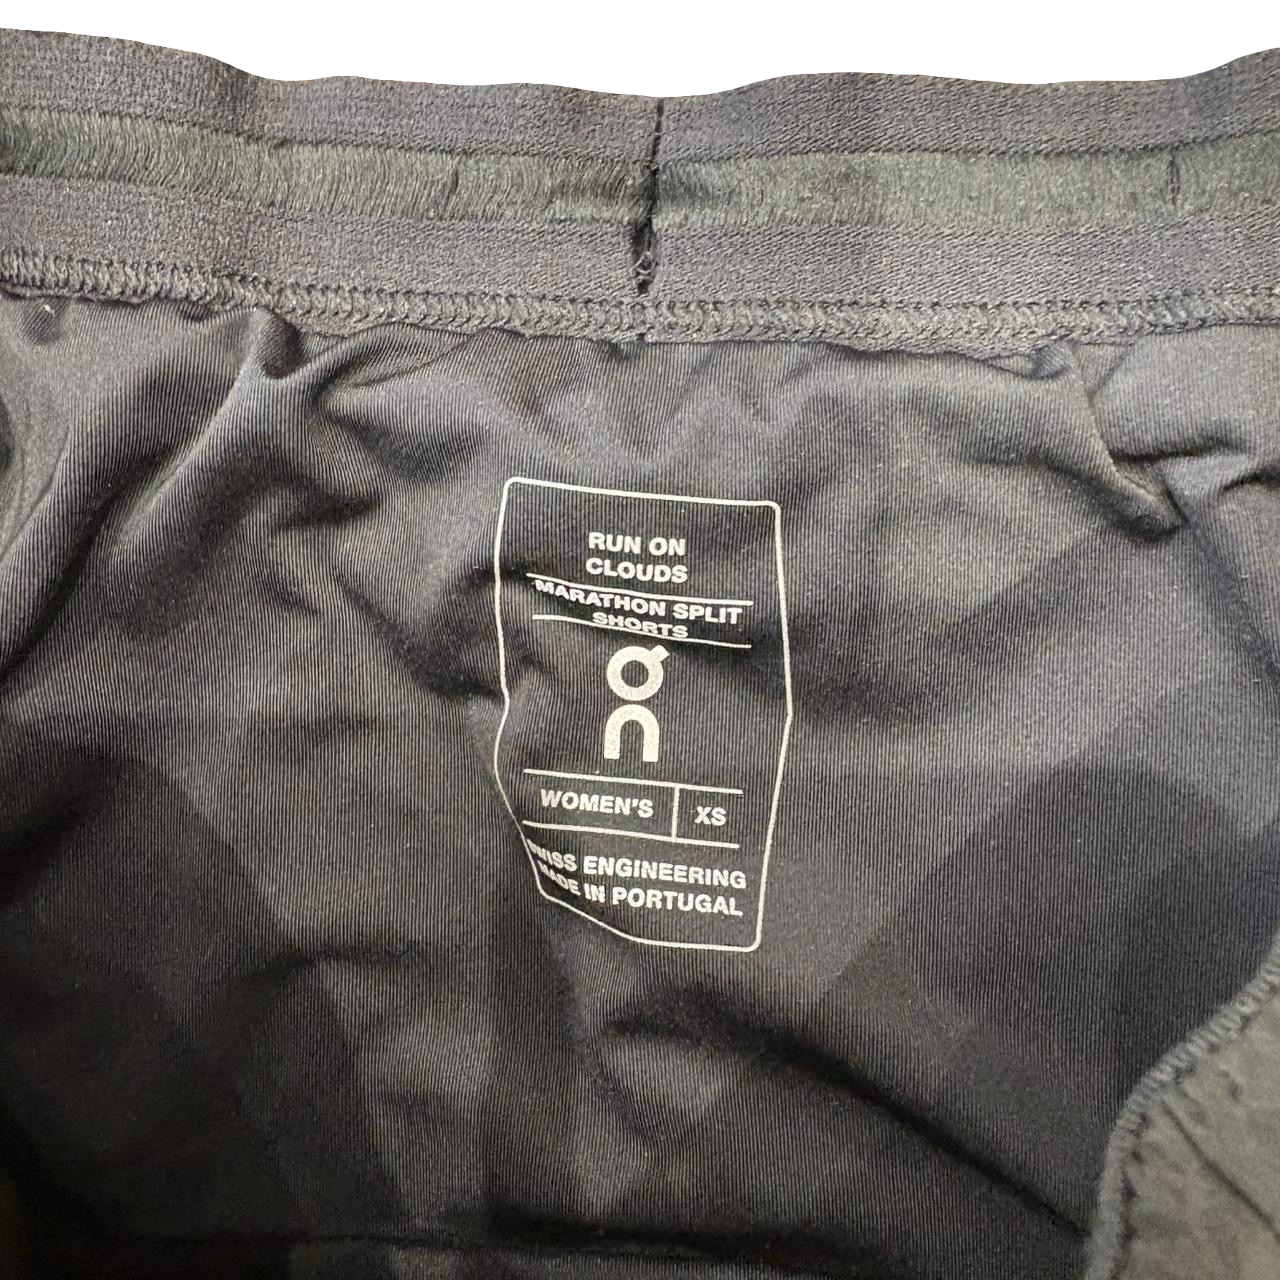 RUN ON
CLOUDS
MARATHON SPLIT
SHORTS
WOMEN'S XS
SWISS ENGINEERING
MADE IN PORTUGAL